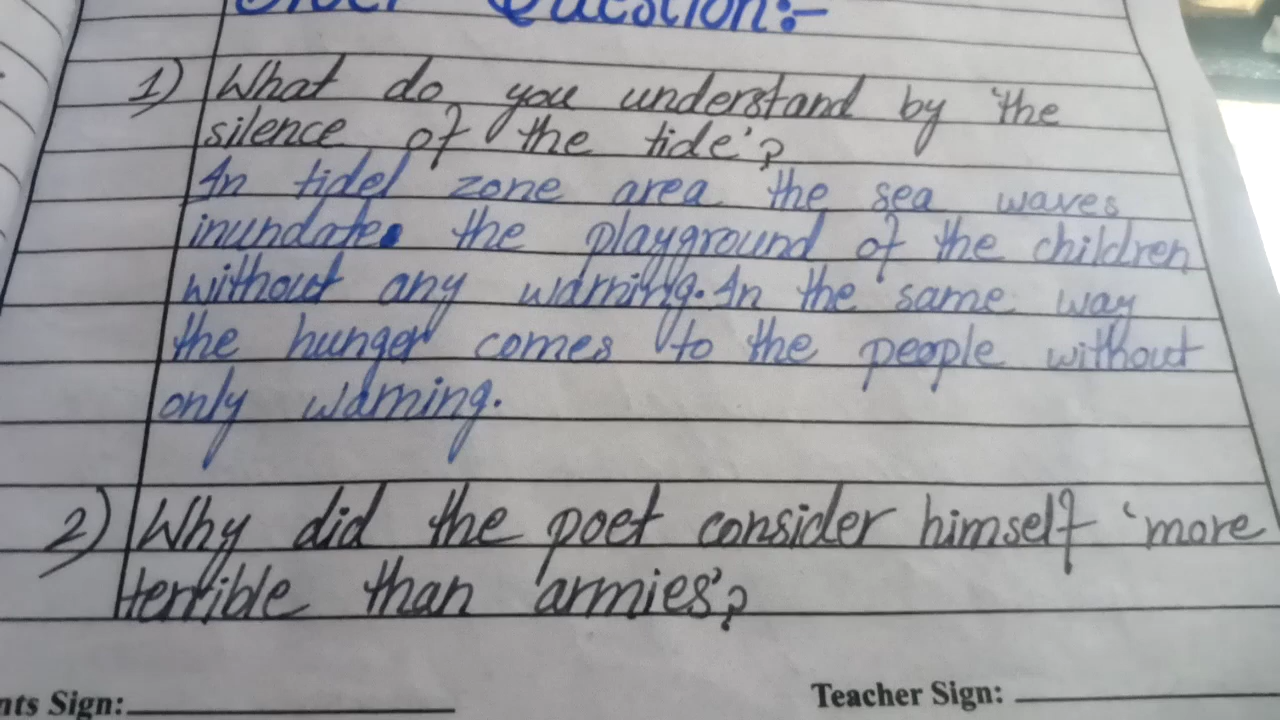 Question:-
1) What do you understand by 'the
silence of the tide'?
In tidel zone area the sea waves
inundate. the playground of the children
without any warning. In the same way
the hunger comes to the people without
only warning.
2) Why did the poet consider himself 'more
terrible than 'armies'?
nts Sign:
Teacher Sign: